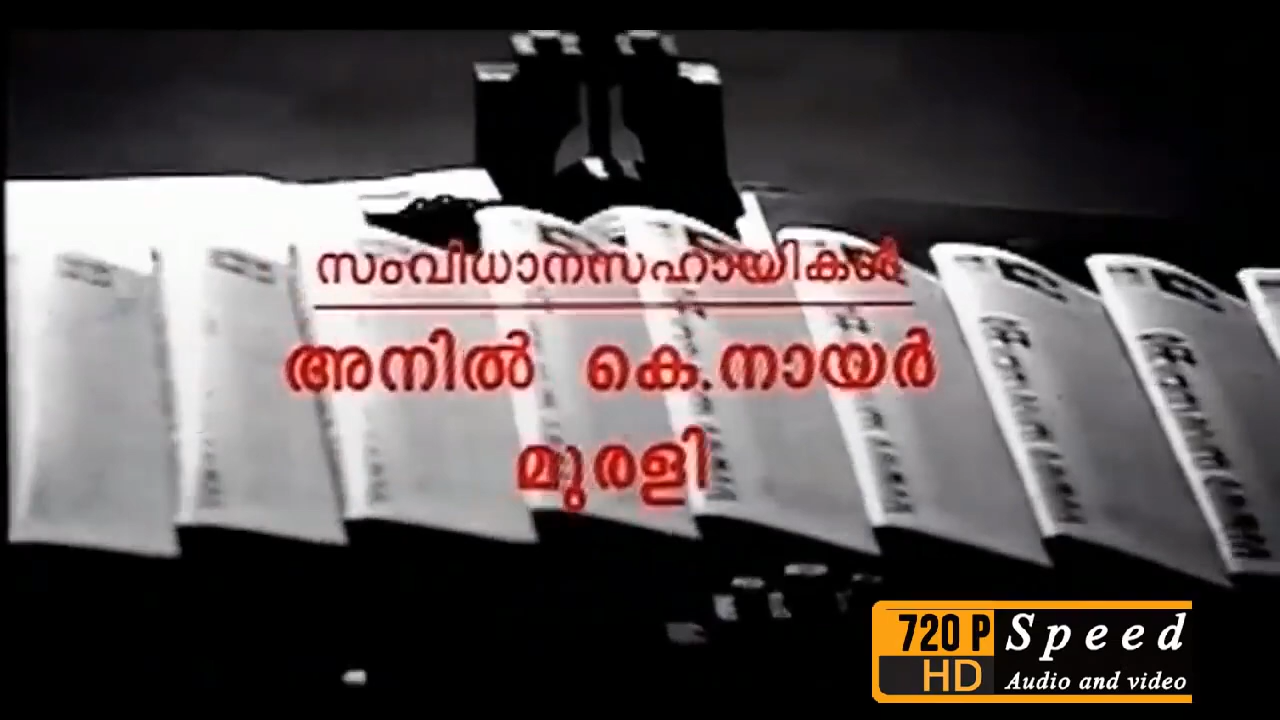 സംവിധാനസഹായികൾ
അനിൽ കെ.നായർ
മുരളി
720 P
HD
Speed
Audio and video